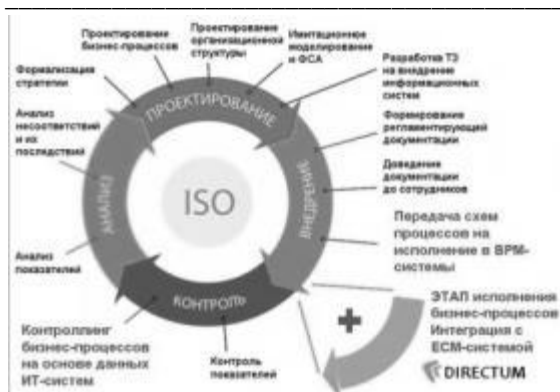 Проектирование
бизнес-процессов
Проектирование
организационной
структуры
Имитационное
моделирование
и ФСА
Разработка ТЗ
на внедрение
информационных
систем
Формализация
стратегии
Анализ
несоответствий
и их
последствий
Формирование
регламентирующей
документации
Доведение
документации
до сотрудников
ПРОЕКТИРОВАНИЕ
АНАЛИЗ
ISO
ВНЕДРЕНИЕ
КОНТРОЛЬ
Передача схем
процессов на
исполнение в BPM-
системы
Анализ
показателей
ЭТАП исполнения
бизнес-процессов
Интеграция с
ECM-системой
DIRECTUM
Контроллинг
бизнес-процессов
на основе данных
ИТ-систем
Контроль
показателей
+